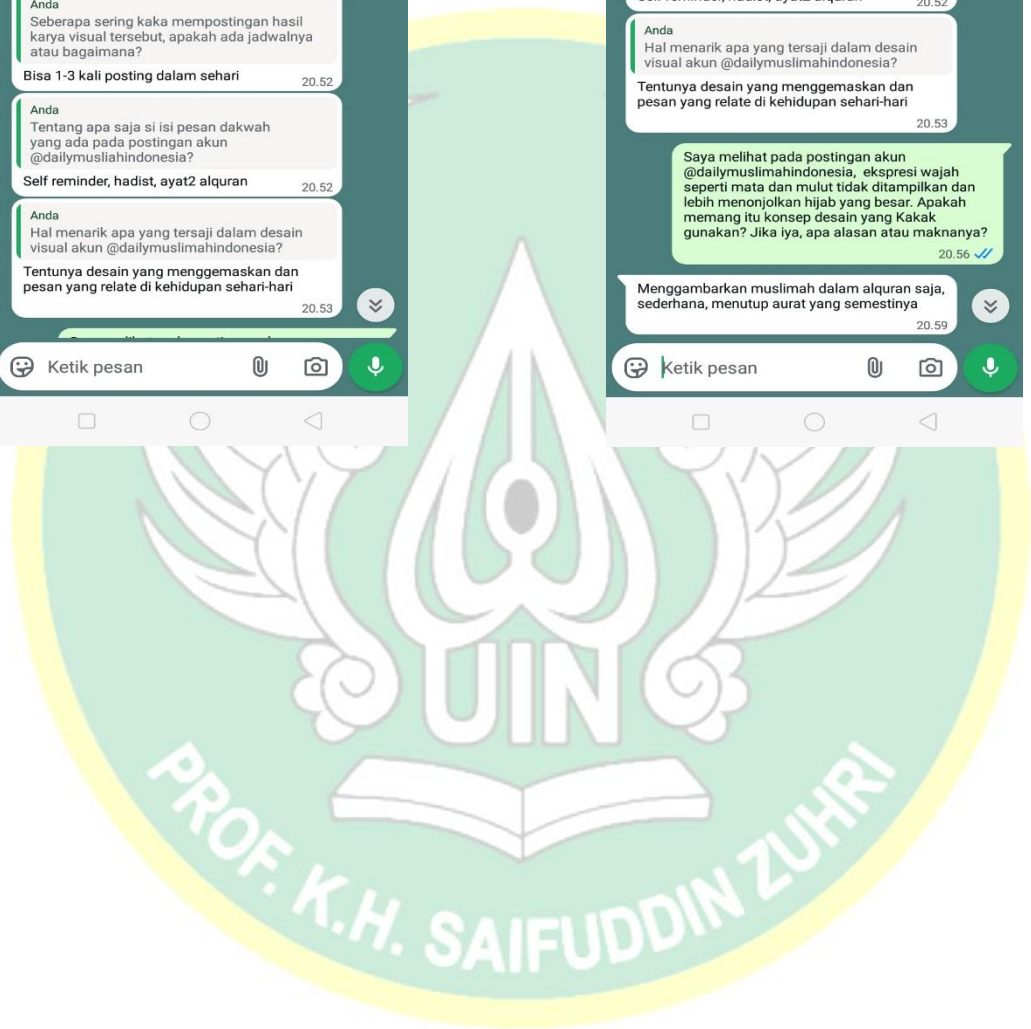 Anda
Seberapa sering kaka mempostingan hasil
karya visual tersebut, apakah ada jadwalnya
atau bagaimana?
Bisa 1-3 kali posting dalam sehari
20.52
Anda
Tentang apa saja si isi pesan dakwah
yang ada pada postingan akun
@dailymusliahindonesia?
Self reminder, hadist, ayat2 alquran
20.52
Anda
Hal menarik apa yang tersaji dalam desain
visual akun @dailymuslimahindonesia?
Tentunya desain yang menggemaskan dan
pesan yang relate di kehidupan sehari-hari
20.53
Ketik pesan
20.52
Anda
Hal menarik apa yang tersaji dalam desain
visual akun @dailymuslimahindonesia?
Tentunya desain yang menggemaskan dan
pesan yang relate di kehidupan sehari-hari
20.53
Saya melihat pada postingan akun
@dailymuslimahindonesia, ekspresi wajah
seperti mata dan mulut tidak ditampilkan dan
lebih menonjolkan hijab yang besar. Apakah
memang itu konsep desain yang Kakak
gunakan? Jika iya, apa alasan atau maknanya?
20.56
Menggambarkan muslimah dalam alquran saja,
sederhana, menutup aurat yang semestinya
20.59
Ketik pesan
UIN
PROF. K.H. SAIFUDDIN ZUHRI